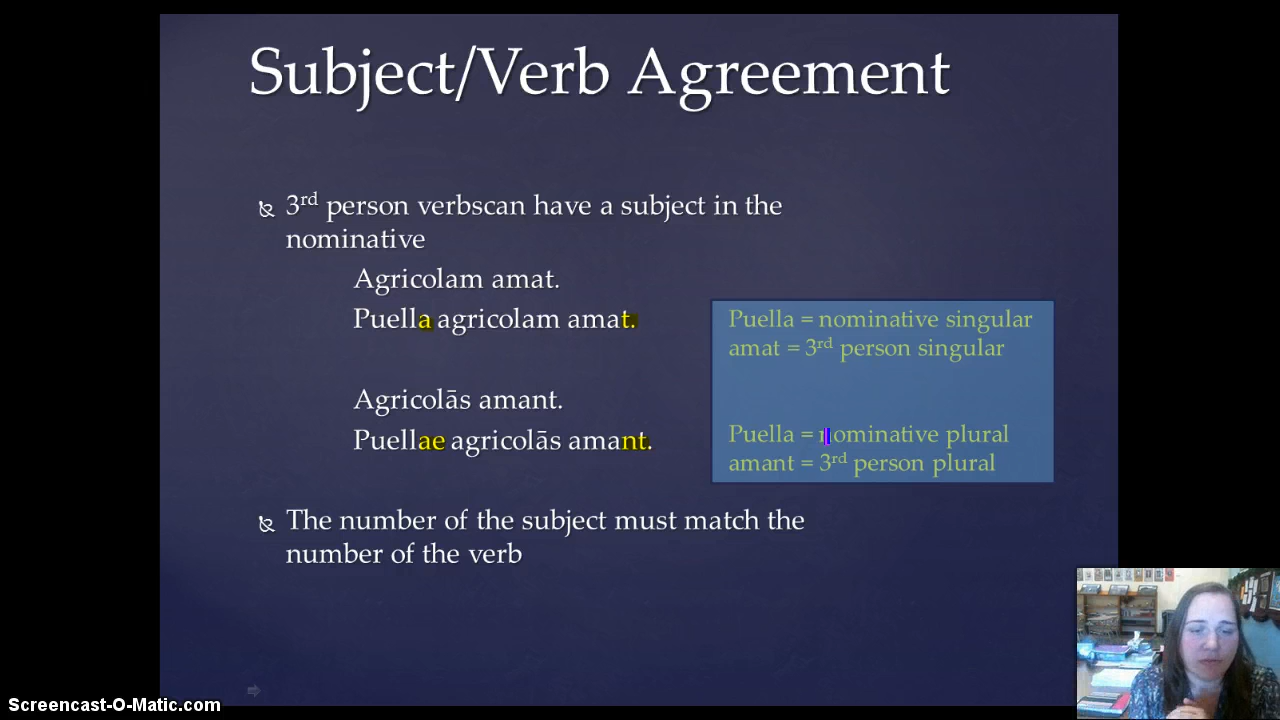 Subject/Verb Agreement
3rd person verbscan have a subject in the
nominative
Agricolam amat.
Puella agricolam amat.
Puella = nominative singular
amat = 3rd person singular
Agricolās amant.
Puellae agricolās amant.
Puella = nominative plural
amant = 3rd person plural
The number of the subject must match the
number of the verb
Screencast-O-Matic.com